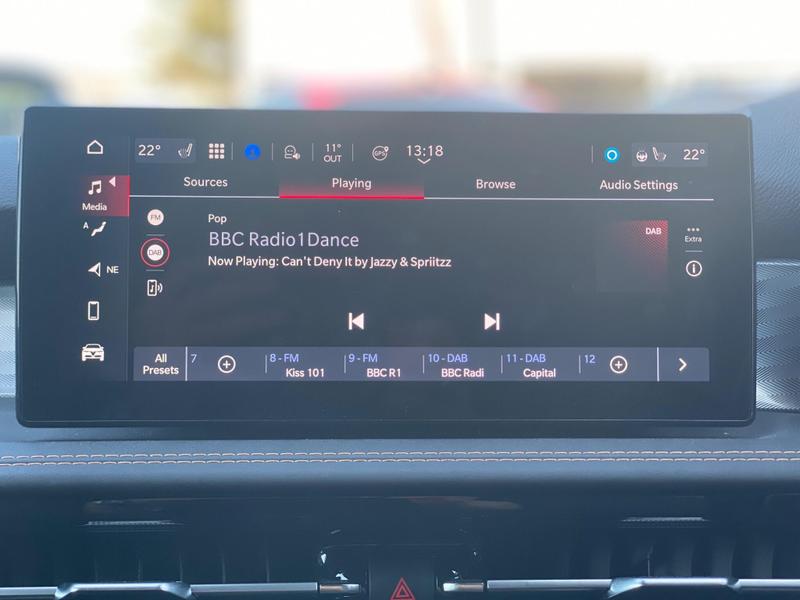 22°
11°
OUT
GPS
13:18
22°
Sources
Playing
Browse
Audio Settings
Media
A
NE
FM
DAB
Pop
BBC Radio1Dance
Now Playing: Can't Deny It by Jazzy & Spriitzz
DAB
Extra
All
Presets
7
8 - FM
Kiss 101
9 - FM
BBC R1
10 - DAB
BBC Radi
11 - DAB
Capital
12